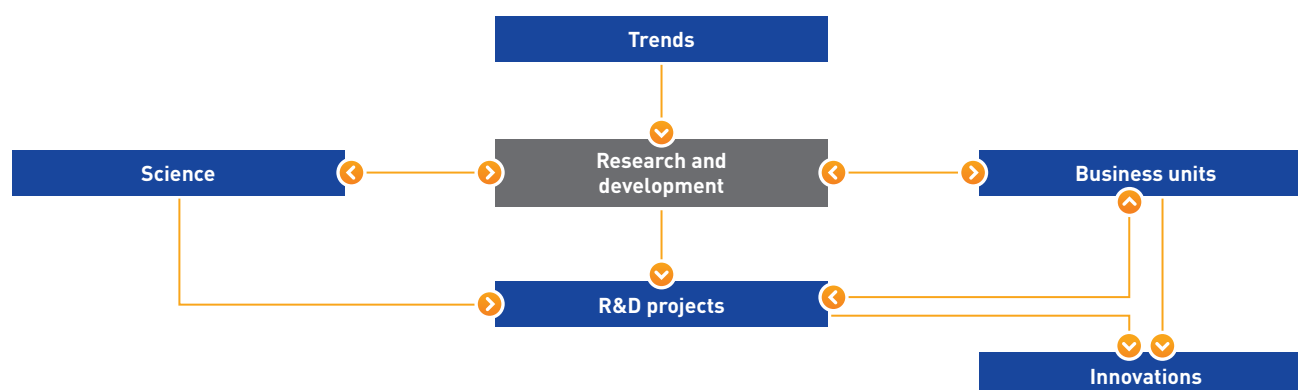 Trends
Science
Research and
development
Business units
R&D projects
Innovations